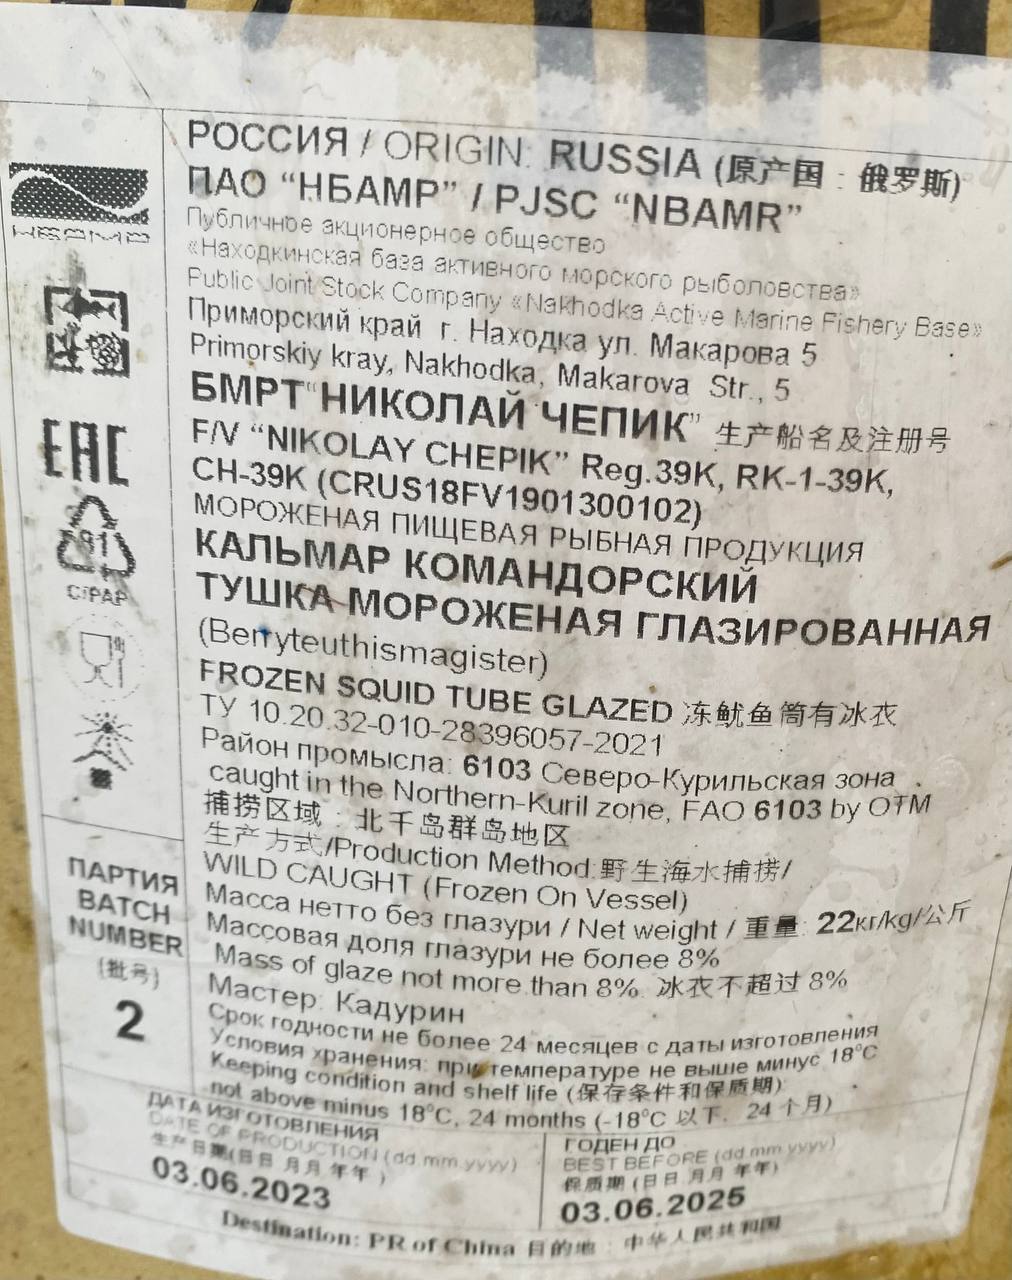 РОССИЯ / ORIGIN: RUSSIA (原产国 : 俄罗斯)
ПАО “НБАМР” / PJSC “NBAMR”
Публичное акционерное общество
«Находкинская база активного морского рыболовства»
Public Joint Stock Company «Nakhodka Active Marine Fishery Base»
Приморский край г. Находка ул. Макарова 5
Primorskiy kray, Nakhodka, Makarova Str., 5
БМРТ“НИКОЛАЙ ЧЕПИК” 生产船名及注册号
F/V “NIKOLAY CHEPIK” Reg.39K, RK-1-39K,
CH-39K (CRUS18FV1901300102)
МОРОЖЕНАЯ ПИЩЕВАЯ РЫБНАЯ ПРОДУКЦИЯ
КАЛЬМАР КОМАНДОРСКИЙ
ТУШКА МОРОЖЕНАЯ ГЛАЗИРОВАННАЯ
(Berryteuthismagister)
FROZEN SQUID TUBE GLAZED 冻鱿鱼筒有冰衣
ТУ 10.20.32-010-28396057-2021
Район промысла: 6103 Северо-Курильская зона
caught in the Northern-Kuril zone, FAO 6103 by OTM
捕捞区域 : 北千岛群岛地区
生产方式/Production Method:野生海水捕捞/
WILD CAUGHT (Frozen On Vessel)
Масса нетто без глазури / Net weight / 重量: 22кг/kg/公斤
Массовая доля глазури не более 8%
Mass of glaze not more than 8%. 冰衣不超过 8%
Мастер: Кадурин
Срок годности не более 24 месяцев с даты изготовления
Условия хранения: при температуре не выше минус 18°C
Keeping condition and shelf life (保存条件和保质期):
not above minus 18°C, 24 months (-18°C 以下, 24 个月)
EAC
81
C/PAP
ПАРТИЯ
BATCH
NUMBER
(批号)
2
ДАТА ИЗГОТОВЛЕНИЯ
DATE OF PRODUCTION (dd mm yyyy)
生产日期(日日 月月 年年)
03.06.2023
ГОДЕН ДО
BEST BEFORE (dd mm yyyy)
保质期 (日日 月月 年年)
03.06.2025
Destination: PR of China 目的地 : 中华人民共和国